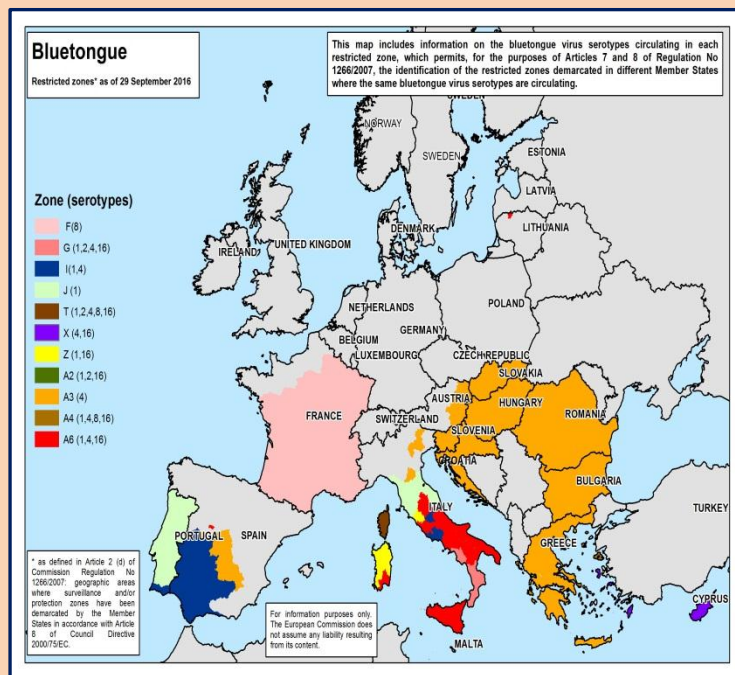 Bluetongue
Restricted zones* as of 29 September 2016
This map includes information on the bluetongue virus serotypes circulating in each
restricted zone, which permits, for the purposes of Articles 7 and 8 of Regulation No
1266/2007, the identification of the restricted zones demarcated in different Member States
where the same bluetongue virus serotypes are circulating.
NORWAY
SWEDEN
ESTONIA
LATVIA
LITHUANIA
DENMARK
IRELAND
UNITED KINGDOM
NETHERLANDS
POLAND
GERMANY
BELGIUM
LUXEMBOURG
CZECH REPUBLIC
SLOVAKIA
AUSTRIA
HUNGARY
FRANCE
SWITZERLAND
SLOVENIA
ROMANIA
CROATIA
BULGARIA
ITALY
PORTUGAL
SPAIN
GREECE
TURKEY
CYPRUS
MALTA
Zone (serotypes)
F(8)
G (1,2,4,16)
I(1,4)
J (1)
T (1,2,4,8,16)
X (4,16)
Z (1,16)
A2 (1,2,16)
A3 (4)
A4 (1,4,8,16)
A6 (1,4,16)
* as defined in Article 2 (d) of
Commission Regulation No
1266/2007: geographic areas
where surveillance and/or
protection zones have been
demarcated by the Member
States in accordance with Article
8 of Council Directive
2000/75/EC.
For information purposes only.
The European Commission does
not assume any liability resulting
from its content.